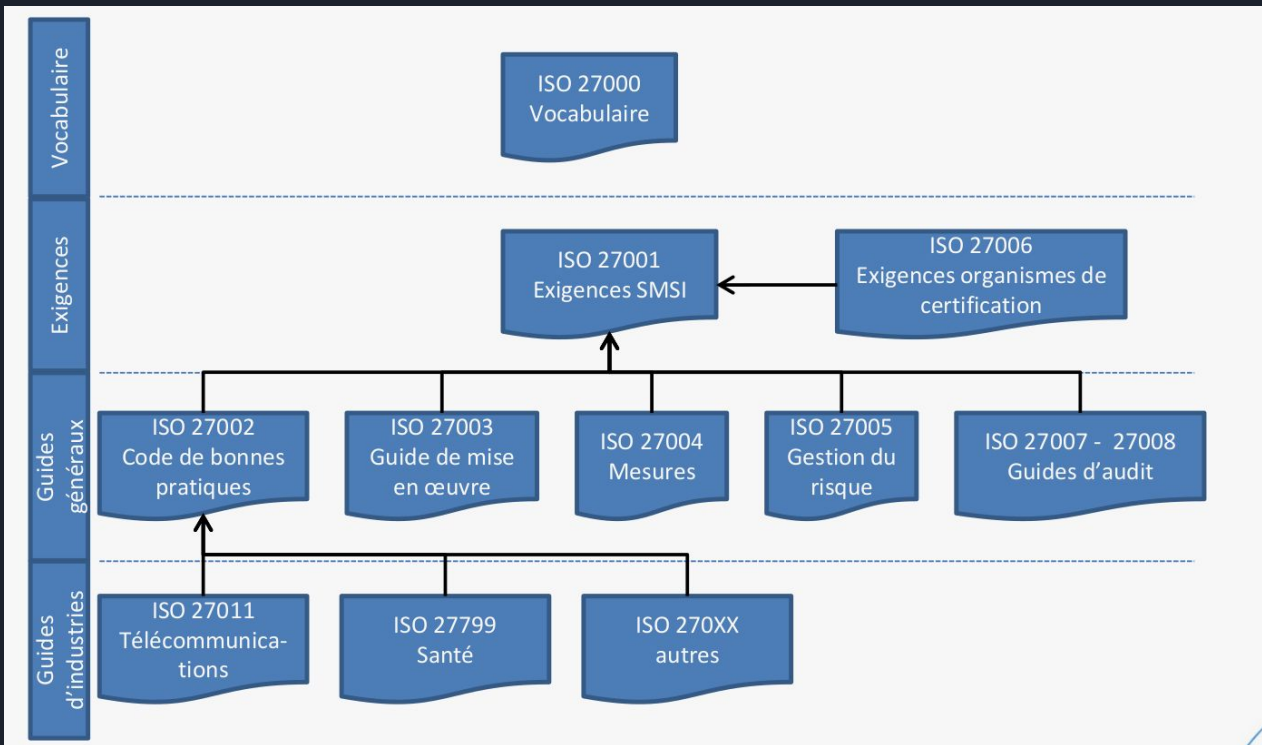 Vocabulaire
ISO 27000
Vocabulaire
Exigences
ISO 27001
Exigences SMSI
ISO 27006
Exigences organismes de
certification
Guides
généraux
ISO 27002
Code de bonnes
pratiques
ISO 27003
Guide de mise
en œuvre
ISO 27004
Mesures
ISO 27005
Gestion du
risque
ISO 27007 - 27008
Guides d’audit
Guides
d’industries
ISO 27011
Télécommunica-
tions
ISO 27799
Santé
ISO 270XX
autres